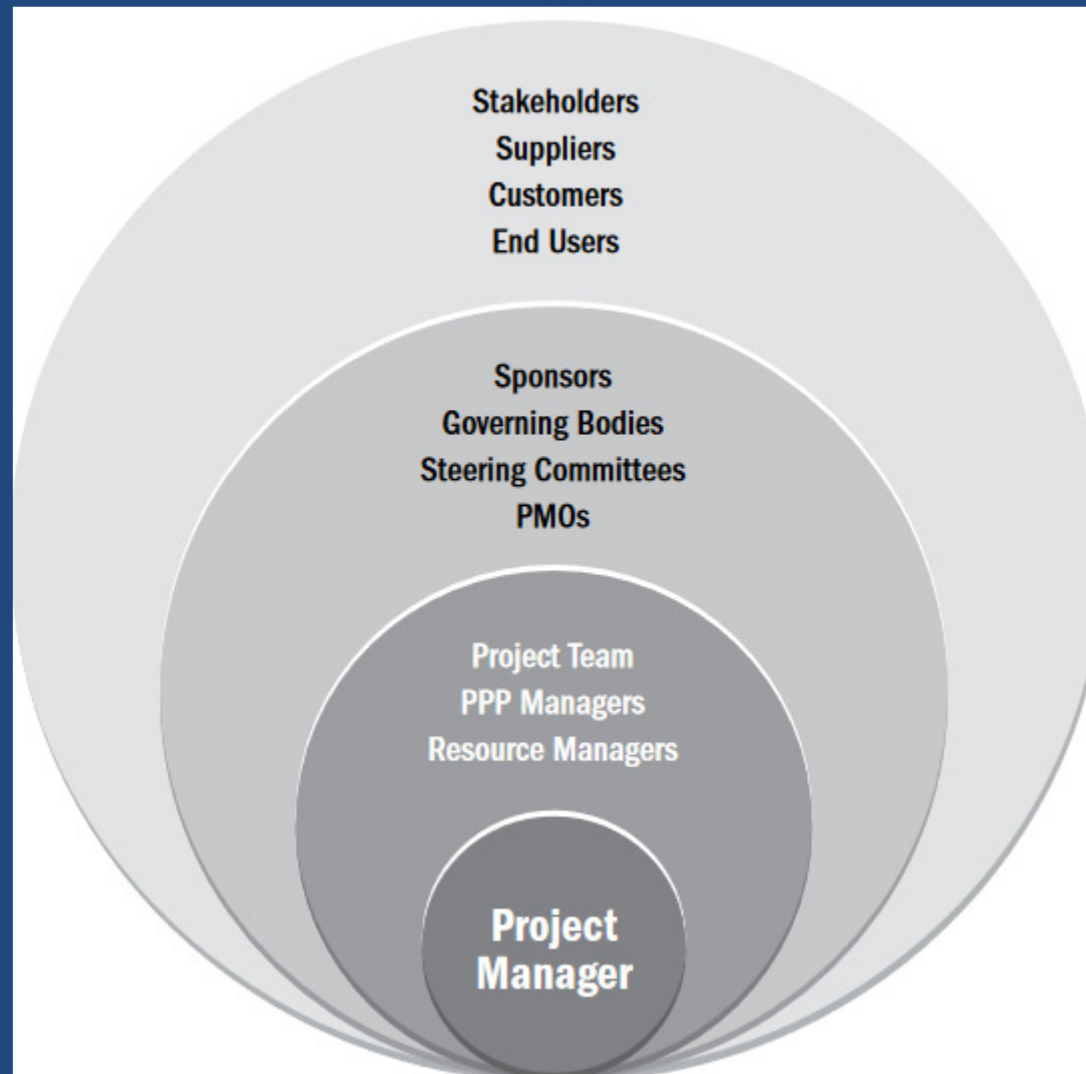 Stakeholders
Suppliers
Customers
End Users
Sponsors
Governing Bodies
Steering Committees
PMOs
Project Team
PPP Managers
Resource Managers
Project
Manager